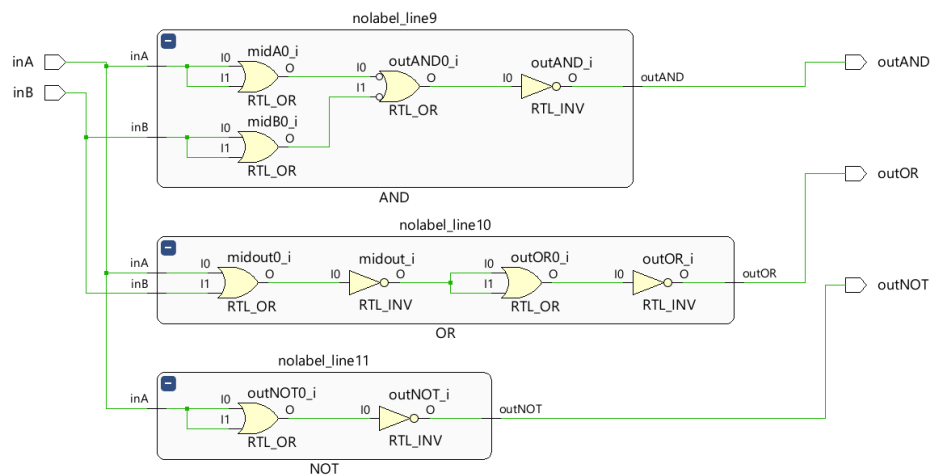 nolabel_line9
inA
inB
inA
I0
I1
midA0_i
O
RTL_OR
inB
I0
I1
midB0_i
O
RTL_OR
I0
I1
outAND0_i
O
RTL_OR
I0
outAND_i
O
RTL_INV
outAND
outAND
AND
nolabel_line10
inA
inB
I0
I1
midout0_i
O
RTL_OR
I0
midout_i
O
RTL_INV
I0
I1
outOR0_i
O
RTL_OR
I0
outOR_i
O
RTL_INV
outOR
outOR
OR
nolabel_line11
inA
I0
I1
outNOT0_i
O
RTL_OR
I0
outNOT_i
O
RTL_INV
outNOT
outNOT
NOT